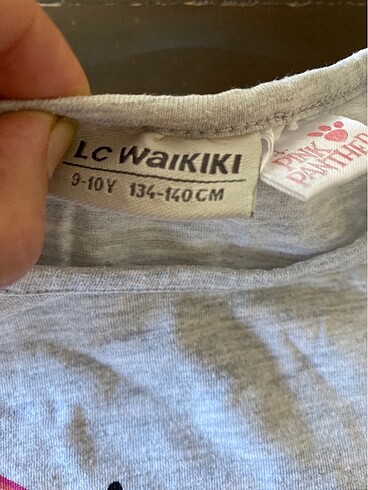 LC WAIKIKI
9-10Y 134-140CM
PINK
PANTHER